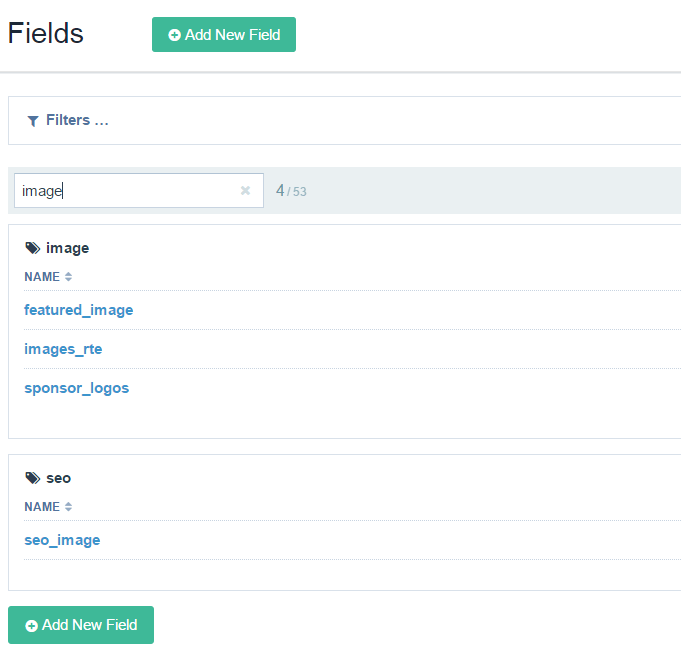 Fields
Add New Field
Filters ...
image
4 / 53
image
NAME
featured_image
images_rte
sponsor_logos
seo
NAME
seo_image
Add New Field